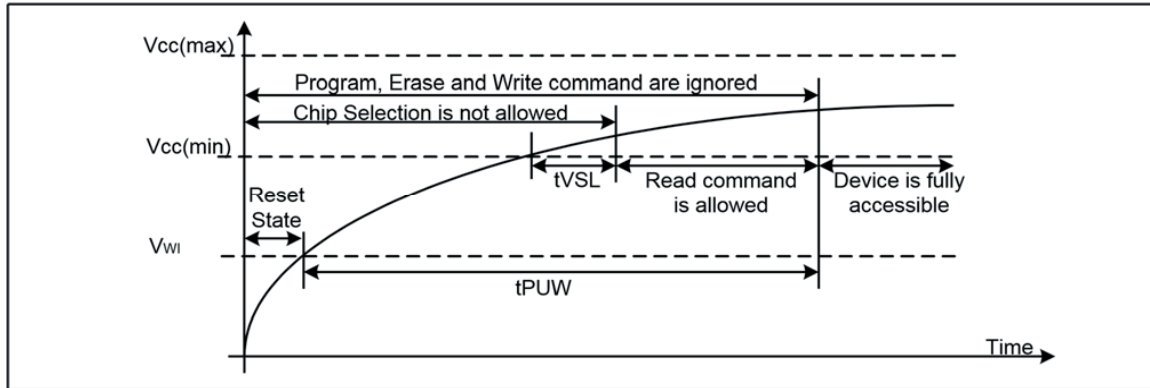 Vcc(max)
Program, Erase and Write command are ignored
Chip Selection is not allowed
Vcc(min)
tVSL
Read command
is allowed
Device is fully
accessible
Reset
State
VWI
tPUW
Time